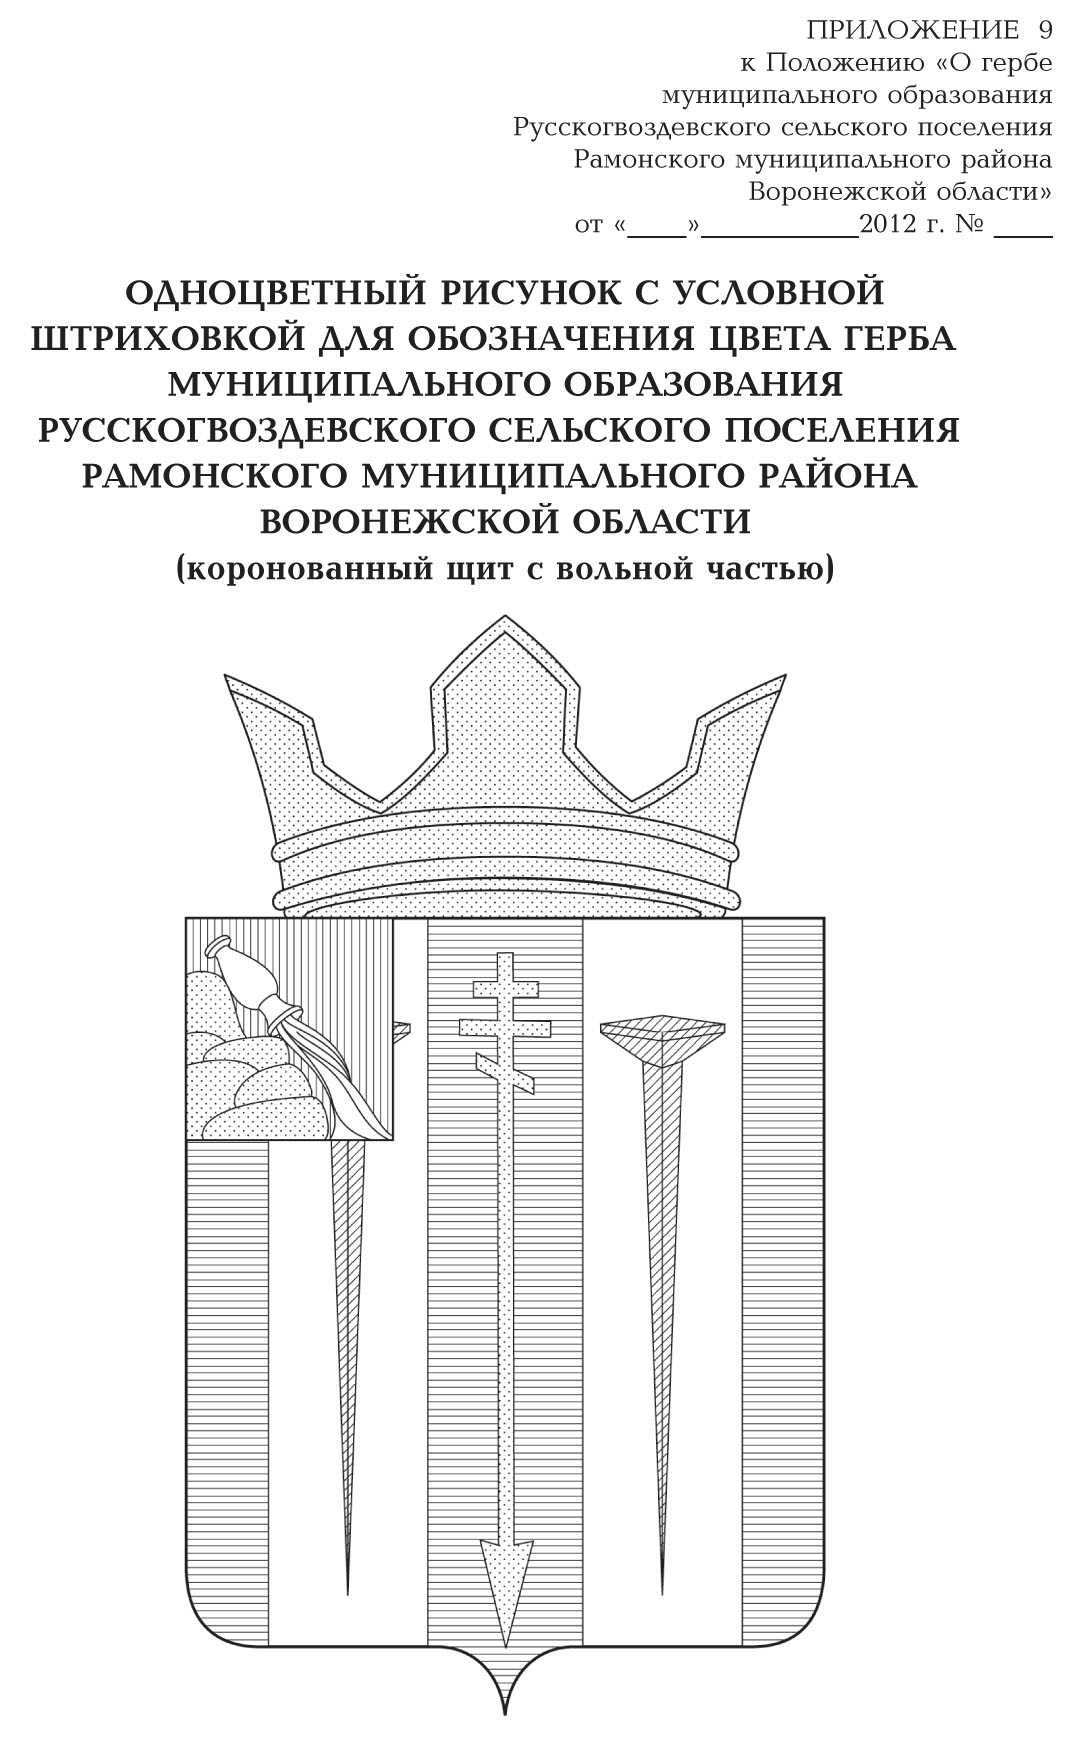 ПРИЛОЖЕНИЕ 9
к Положению «О гербе
муниципального образования
Русскогвоздевского сельского поселения
Рамонского муниципального района
Воронежской области»
от «____»___________2012 г. № ____
ОДНОЦВЕТНЫЙ РИСУНОК С УСЛОВНОЙ
ШТРИХОВКОЙ ДЛЯ ОБОЗНАЧЕНИЯ ЦВЕТА ГЕРБА
МУНИЦИПАЛЬНОГО ОБРАЗОВАНИЯ
РУССКОГВОЗДЕВСКОГО СЕЛЬСКОГО ПОСЕЛЕНИЯ
РАМОНСКОГО МУНИЦИПАЛЬНОГО РАЙОНА
ВОРОНЕЖСКОЙ ОБЛАСТИ
(коронованный щит с вольной частью)